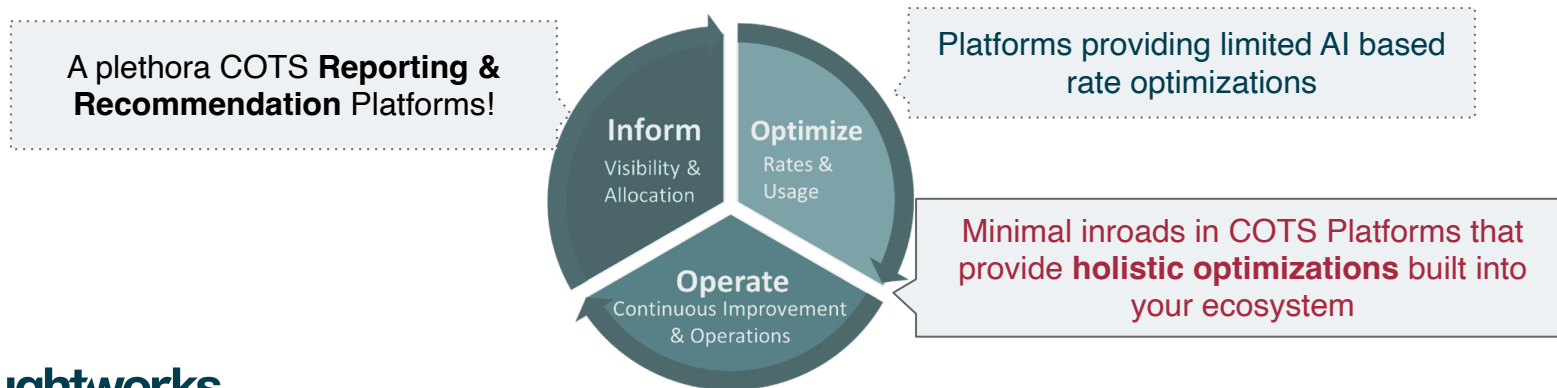 A plethora COTS Reporting &
Recommendation Platforms!
Inform
Visibility &
Allocation
Optimize
Rates &
Usage
Operate
Continuous Improvement
& Operations
Platforms providing limited AI based
rate optimizations
Minimal inroads in COTS Platforms that
provide holistic optimizations built into
your ecosystem